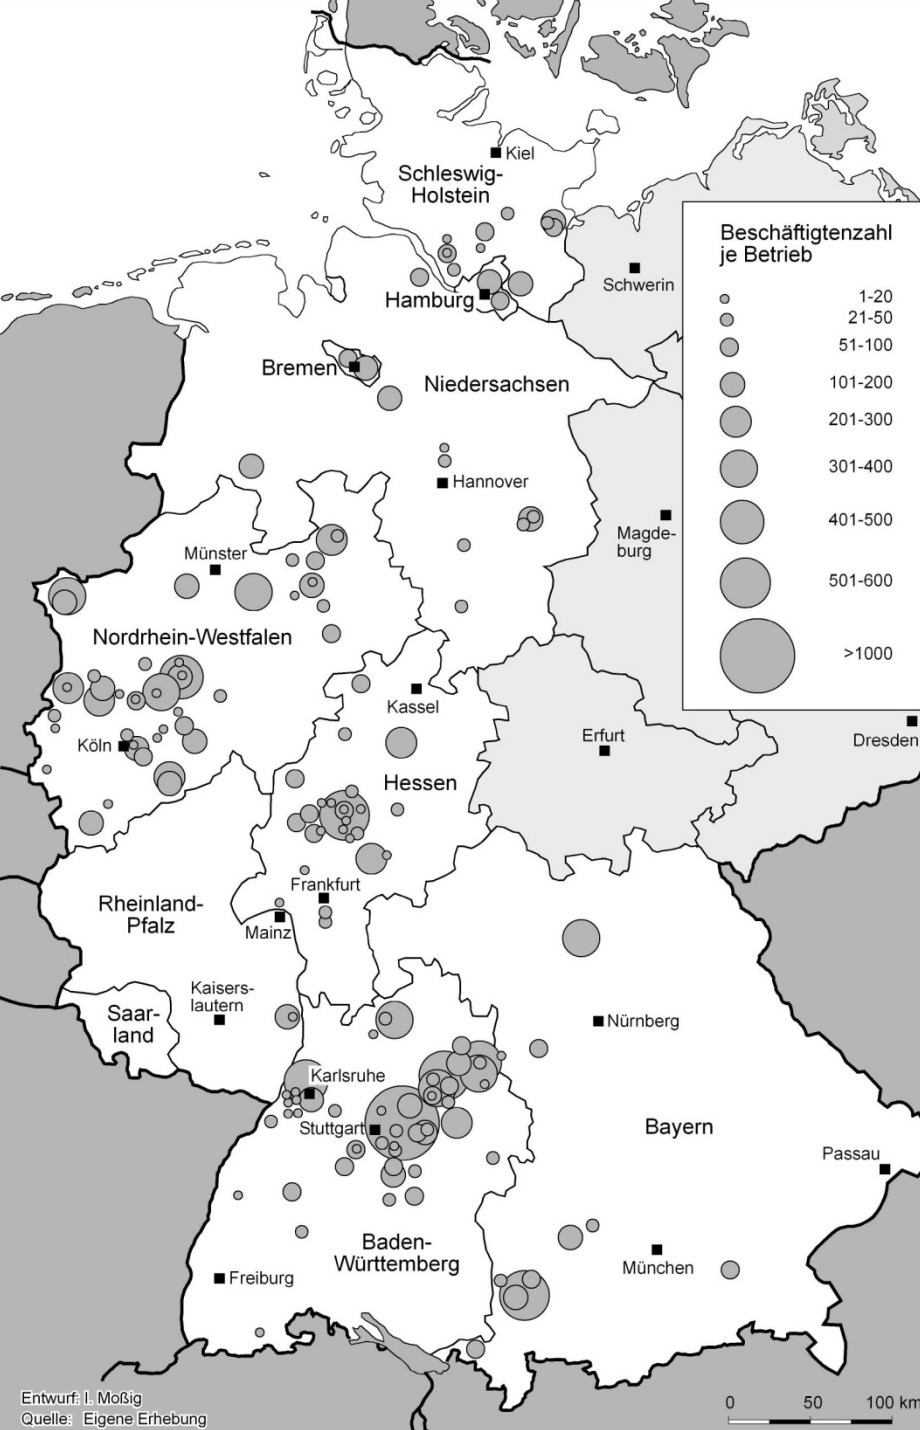 Kiel
Schleswig-
Holstein
Beschäftigtenzahl
je Betrieb
1-20
21-50
51-100
101-200
201-300
301-400
401-500
501-600
>1000
Schwerin
Hamburg
Bremen
Niedersachsen
Hannover
Magde-
burg
Münster
Nordrhein-Westfalen
Kassel
Köln
Erfurt
Dresden
Hessen
Frankfurt
Rheinland-
Pfalz
Mainz
Kaisers-
lautern
Saar-
land
Nürnberg
Karlsruhe
Stuttgart
Bayern
Passau
Baden-
Württemberg
München
Freiburg
Entwurf: I. Moßig
Quelle: Eigene Erhebung
0 50 100 km